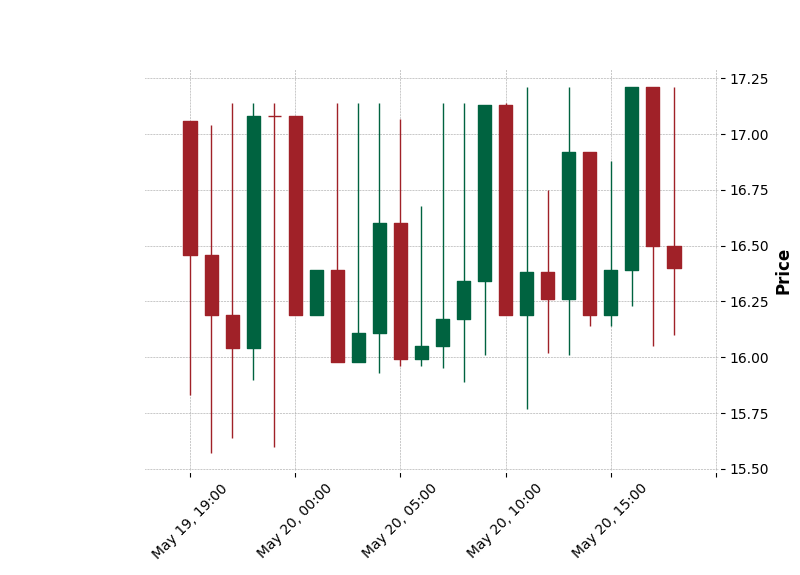 17.25
17.00
16.75
16.50
16.25
16.00
15.75
15.50
Price
May 19, 19:00
May 20, 00:00
May 20, 05:00
May 20, 10:00
May 20, 15:00